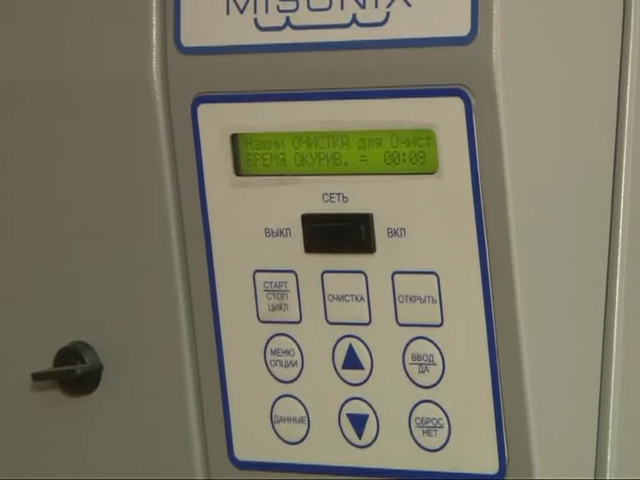 MISONIX
Нажми ОЧИСТКА для Очист
ВРЕМЯ ОКУРИВ. = 00:09
СЕТЬ
ВЫКЛ ВКЛ
СТАРТ
СТОП
ЦИКЛ
ОЧИСТКА
ОТКРЫТЬ
МЕНЮ
ОПЦИИ
ВВОД
ДА
ДАННЫЕ
СБРОС
НЕТ